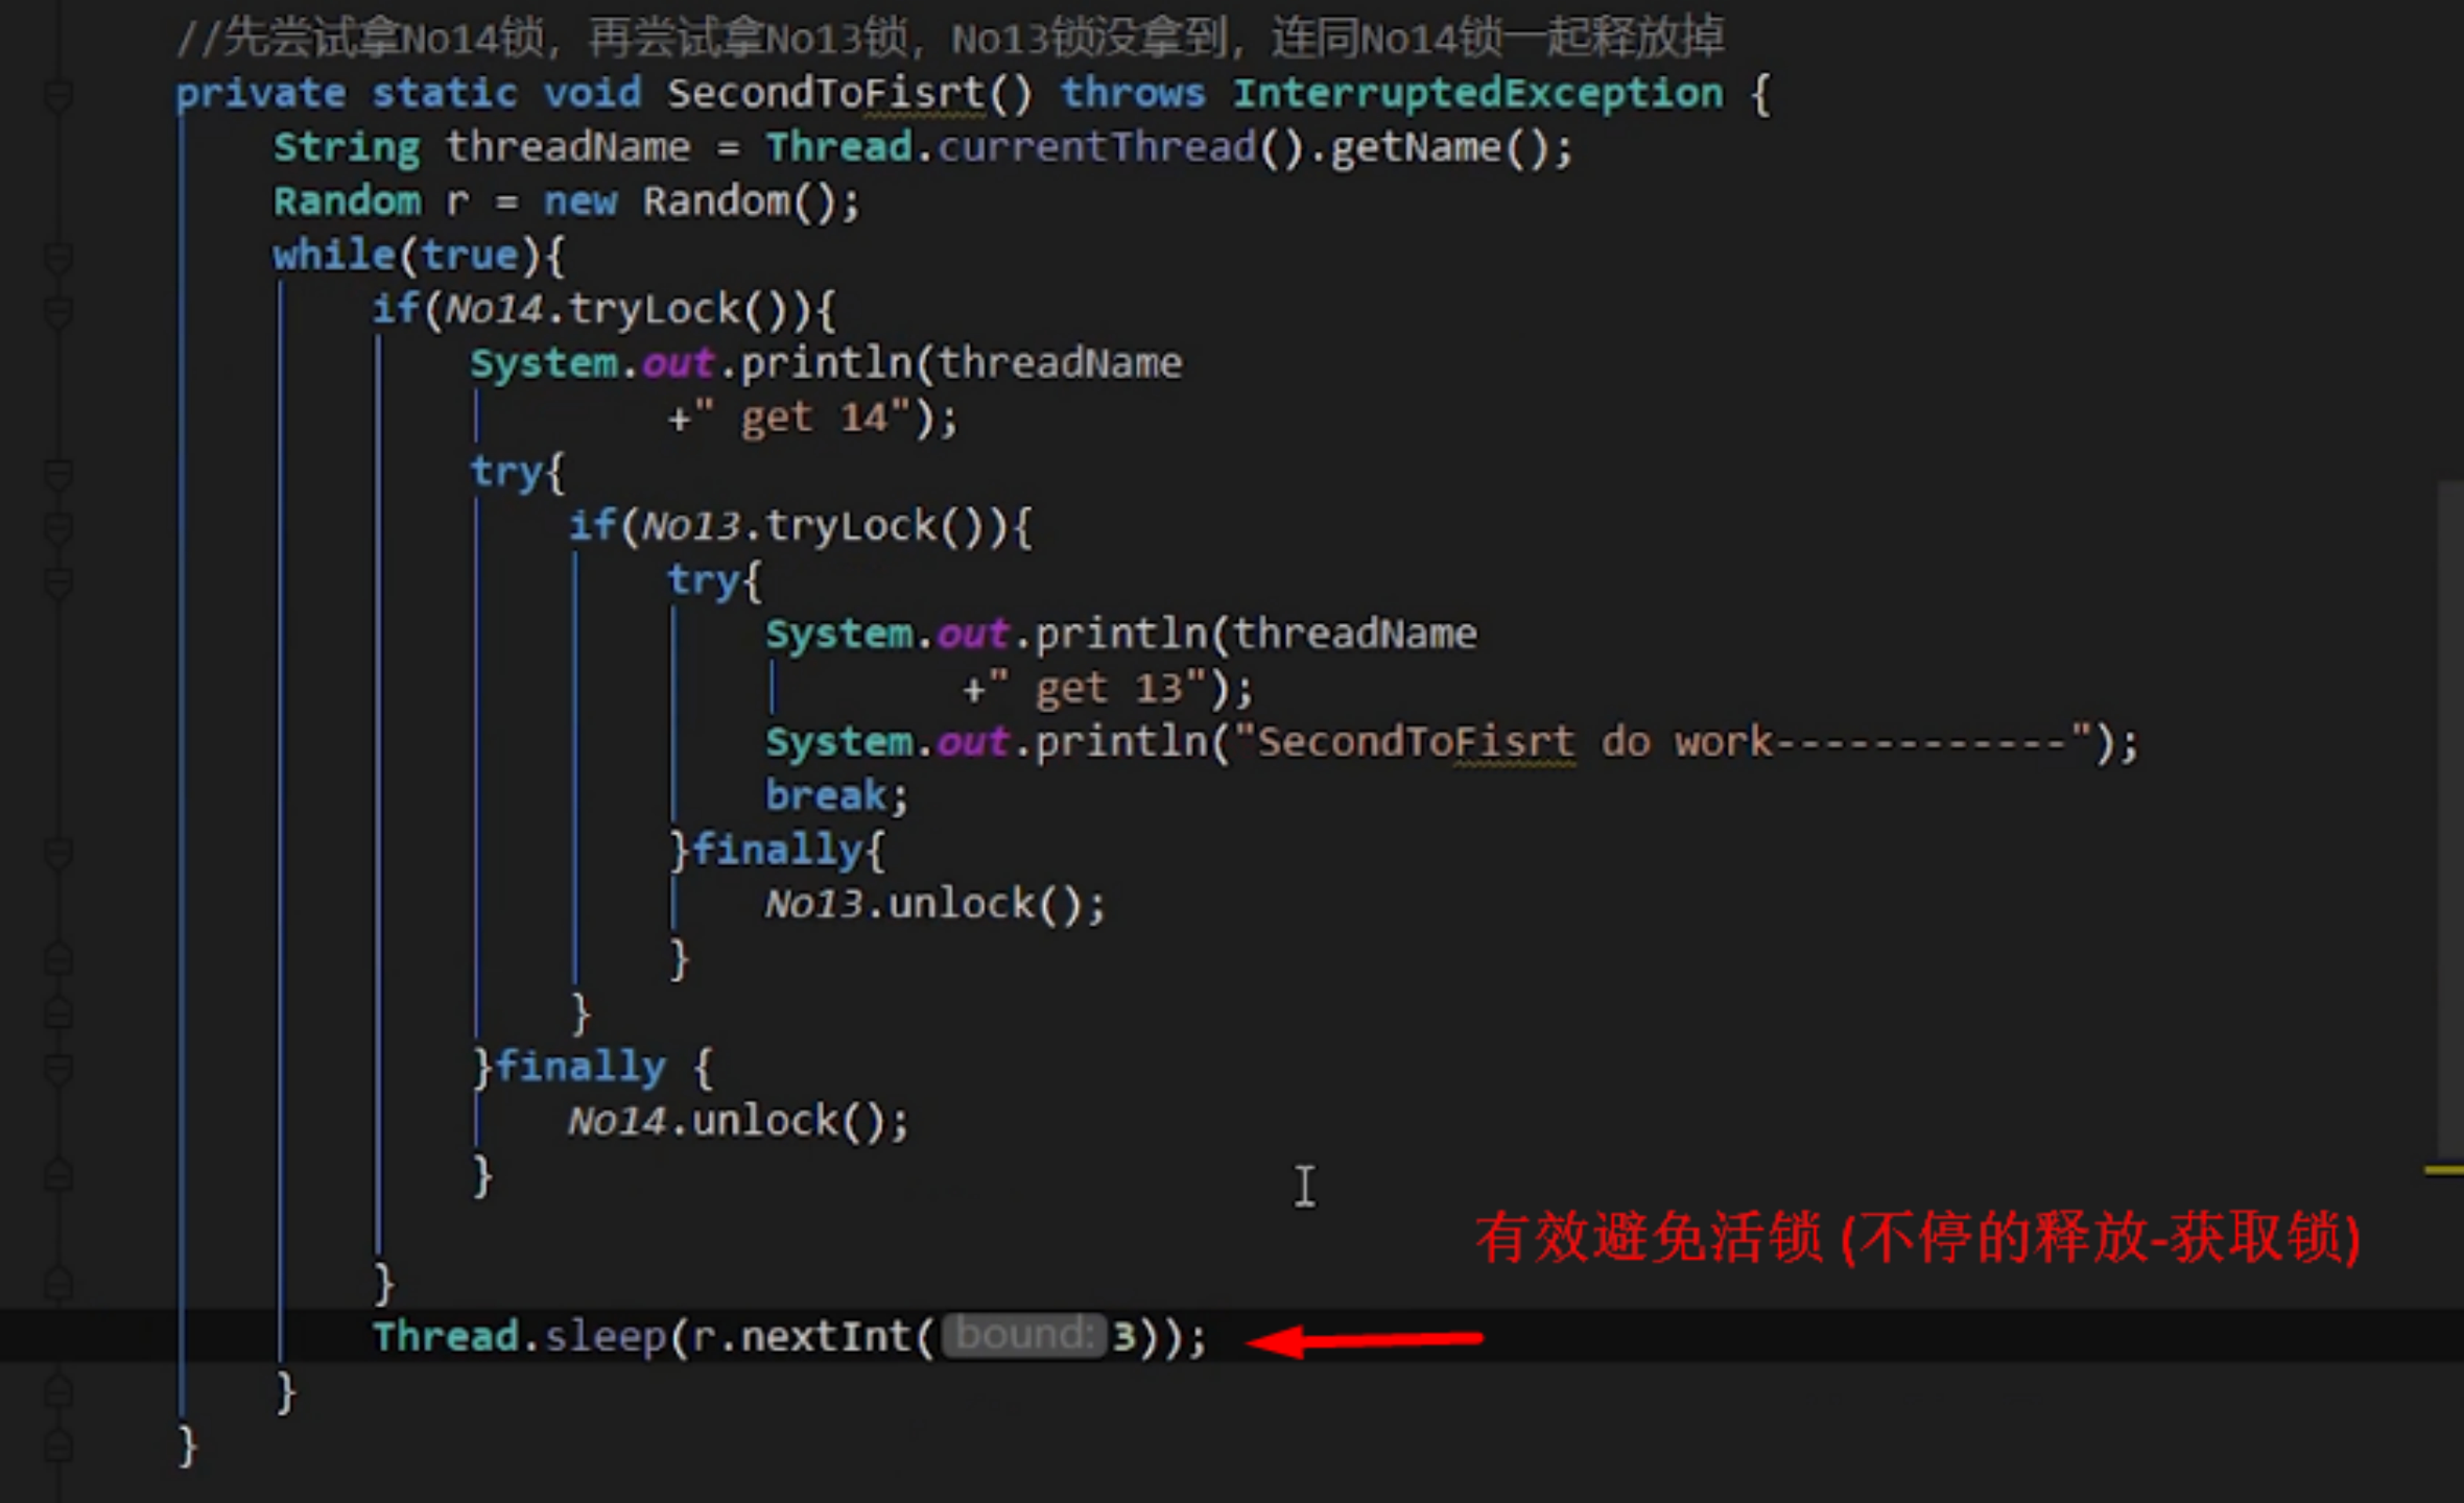 //先尝试拿No14锁，再尝试拿No13锁，No13锁没拿到，连同No14锁一起释放掉
private static void SecondToFisrt() throws InterruptedException {
String threadName = Thread.currentThread().getName();
Random r = new Random();
while(true){
if(No14.tryLock()){
System.out.println(threadName
+" get 14");
try{
if(No13.tryLock()){
try{
System.out.println(threadName
+" get 13");
System.out.println("SecondToFisrt do work------------");
break;
}finally{
No13.unlock();
}
}
}finally {
No14.unlock();
}
有效避免活锁 (不停的释放-获取锁)
}
Thread.sleep(r.nextInt( bound: 3));
}
}